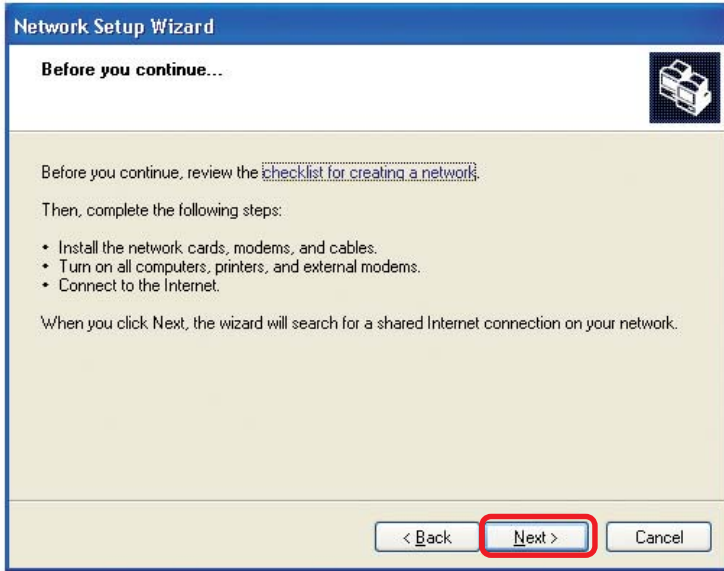 Network Setup Wizard
Before you continue...
Before you continue, review the checklist for creating a network.
Then, complete the following steps:
• Install the network cards, modems, and cables.
• Turn on all computers, printers, and external modems.
• Connect to the Internet.
When you click Next, the wizard will search for a shared Internet connection on your network.
< Back
Next >
Cancel